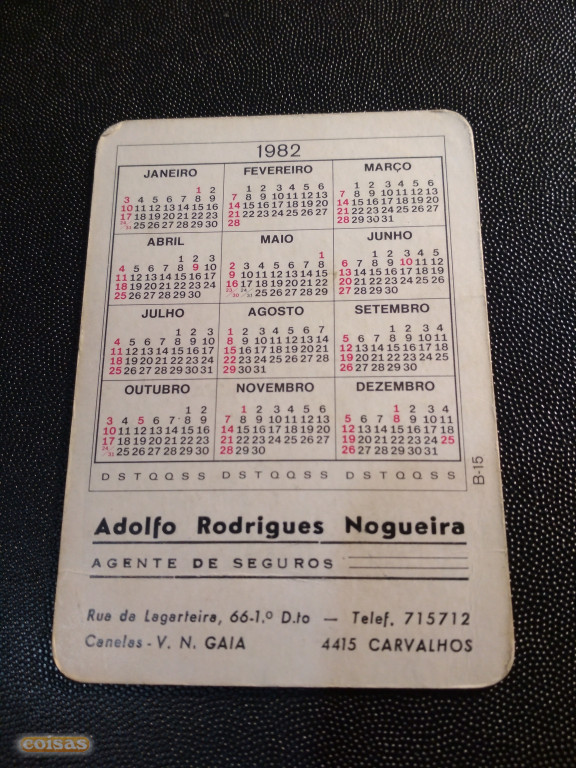 1982
JANEIRO FEVEREIRO MARÇO
1 2
3 4 5 6 7 8 9
10 11 12 13 14 15 16
17 18 19 20 21 22 23
24/31 25 26 27 28 29 30
1 2 3 4 5 6
7 8 9 10 11 12 13
14 15 16 17 18 19 20
21 22 23 24 25 26 27
28
1 2 3 4 5 6
7 8 9 10 11 12 13
14 15 16 17 18 19 20
21 22 23 24 25 26 27
28 29 30 31
ABRIL MAIO JUNHO
1 2 3
4 5 6 7 8 9 10
11 12 13 14 15 16 17
18 19 20 21 22 23 24
25 26 27 28 29 30
1
2 3 4 5 6 7 8
9 10 11 12 13 14 15
16 17 18 19 20 21 22
23/30 24/31 25 26 27 28 29
1 2 3 4 5
6 7 8 9 10 11 12
13 14 15 16 17 18 19
20 21 22 23 24 25 26
27 28 29 30
JULHO AGOSTO SETEMBRO
1 2 3
4 5 6 7 8 9 10
11 12 13 14 15 16 17
18 19 20 21 22 23 24
25 26 27 28 29 30 31
1 2 3 4 5 6 7
8 9 10 11 12 13 14
15 16 17 18 19 20 21
22 23 24 25 26 27 28
29 30 31
1 2 3 4
5 6 7 8 9 10 11
12 13 14 15 16 17 18
19 20 21 22 23 24 25
26 27 28 29 30
OUTUBRO NOVEMBRO DEZEMBRO
1 2
3 4 5 6 7 8 9
10 11 12 13 14 15 16
17 18 19 20 21 22 23
24/31 25 26 27 28 29 30
1 2 3 4 5 6
7 8 9 10 11 12 13
14 15 16 17 18 19 20
21 22 23 24 25 26 27
28 29 30
1 2 3 4
5 6 7 8 9 10 11
12 13 14 15 16 17 18
19 20 21 22 23 24 25
26 27 28 29 30 31
D S T Q Q S S D S T Q Q S S D S T Q Q S S
B-15
Adolfo Rodrigues Nogueira
AGENTE DE SEGUROS
Rua da Lagarteira, 66-1.º D.to — Telef. 715712
Canelas - V. N. GAIA 4415 CARVALHOS
coisas